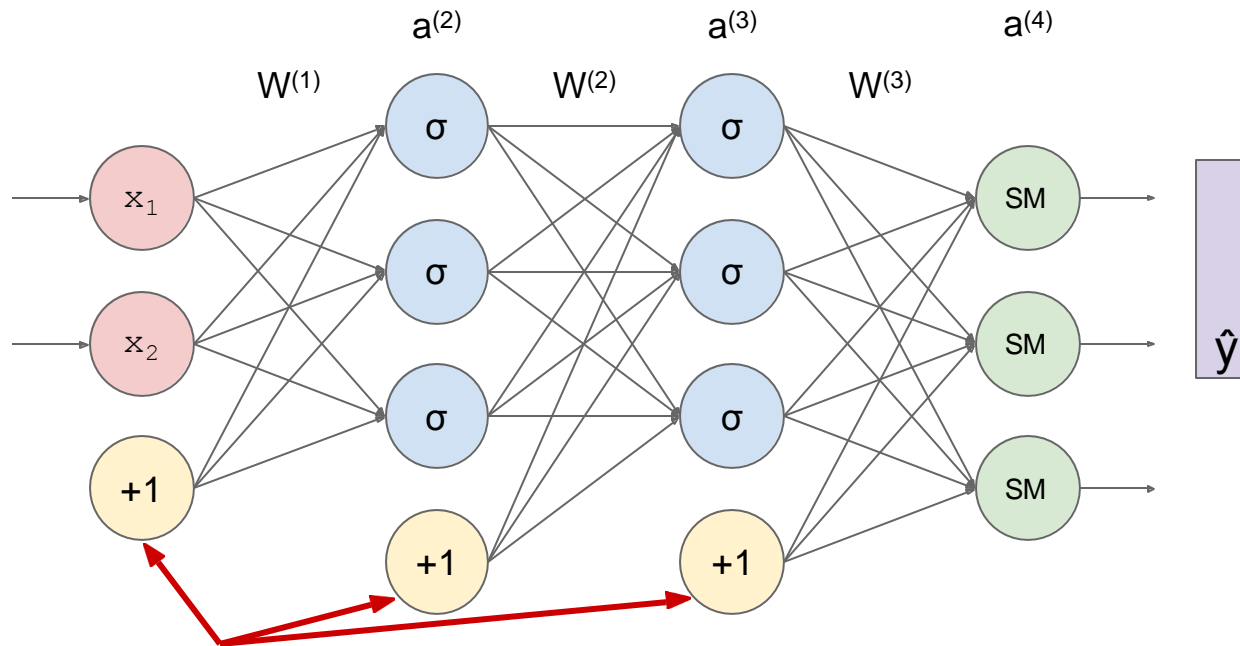 a(2) a(3) a(4)
W(1) W(2) W(3)
σ σ
x1 SM
σ σ
x2 SM
ŷ
σ σ
+1 SM
+1 +1